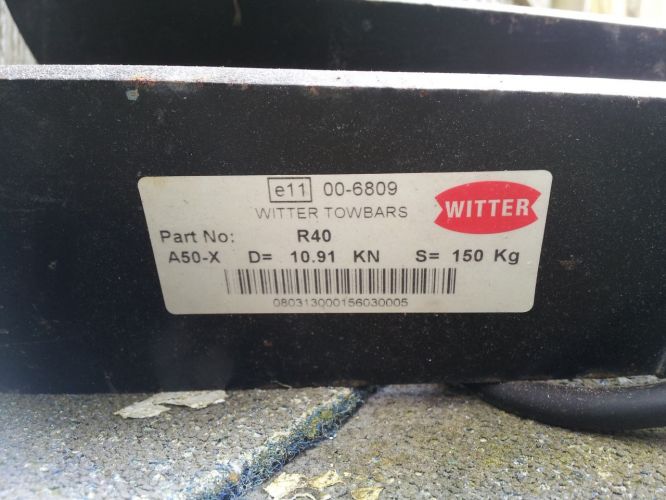 e11 00-6809
WITTER TOWBARS
WITTER
Part No: R40
A50-X D= 10.91 KN S= 150 Kg
080313000156030005